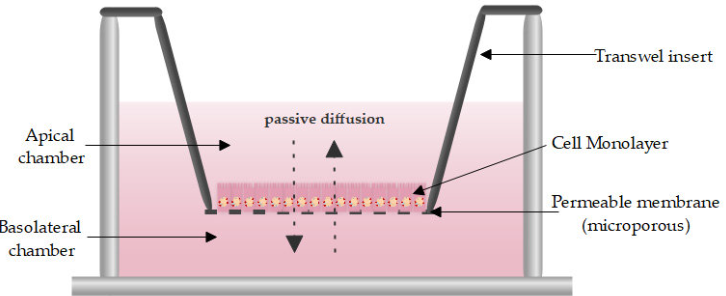 Transwel insert
passive diffusion
Apical
chamber
Cell Monolayer
Permeable membrane
(microporous)
Basolateral
chamber